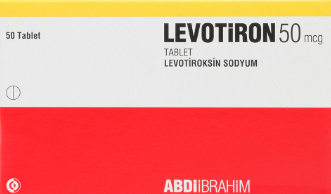 50 Tablet
LEVOTİRON 50 mcg
TABLET
LEVOTİROKSİN SODYUM
ABDİİBRAHİM